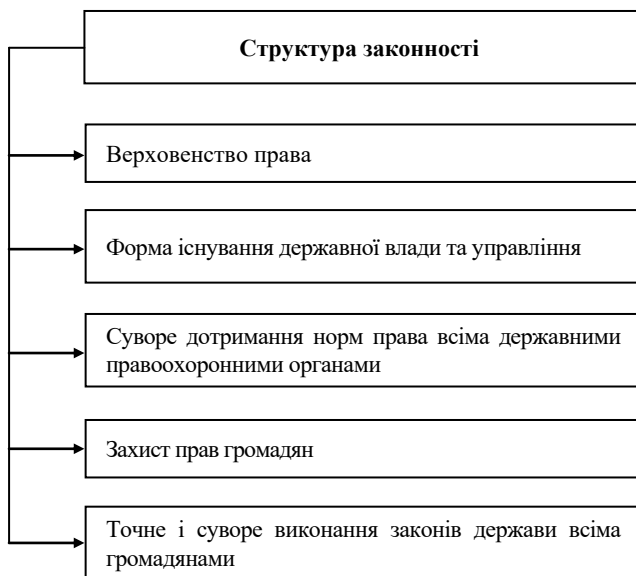 Структура законності
Верховенство права
Форма існування державної влади та управління
Суворе дотримання норм права всіма державними
правоохоронними органами
Захист прав громадян
Точне і суворе виконання законів держави всіма
громадянами